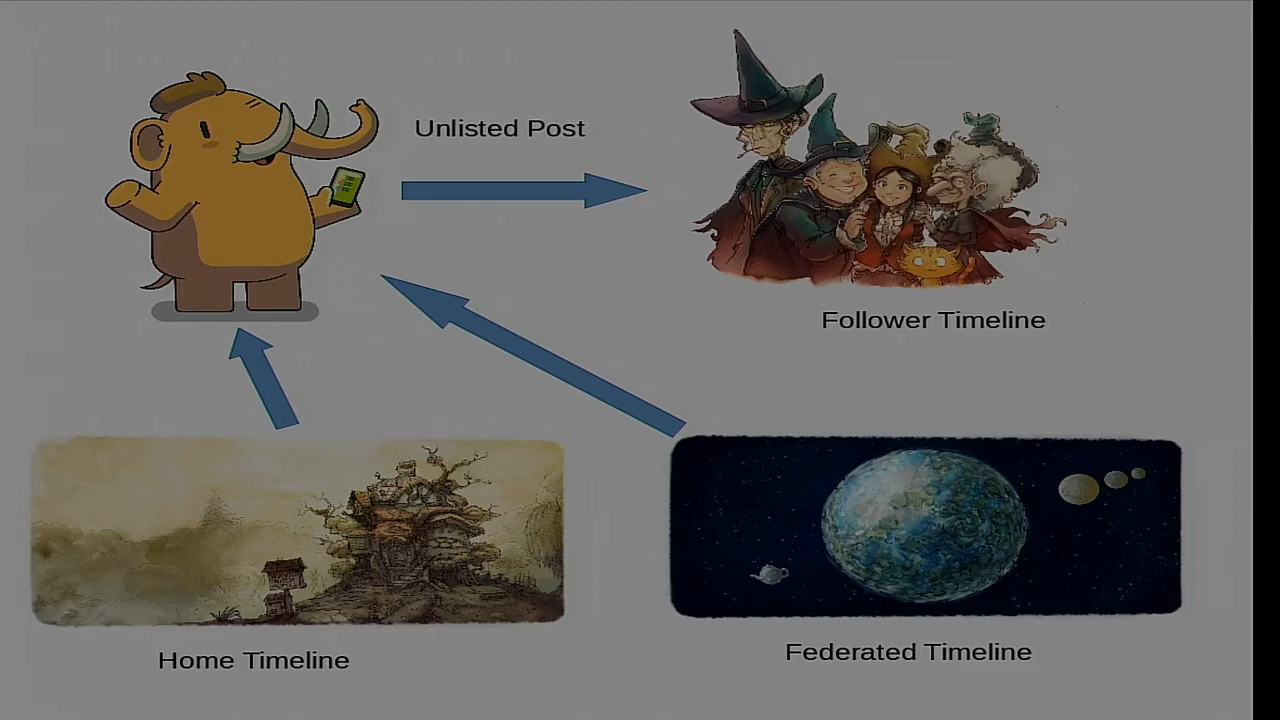 Unlisted Post
Follower Timeline
Home Timeline
Federated Timeline